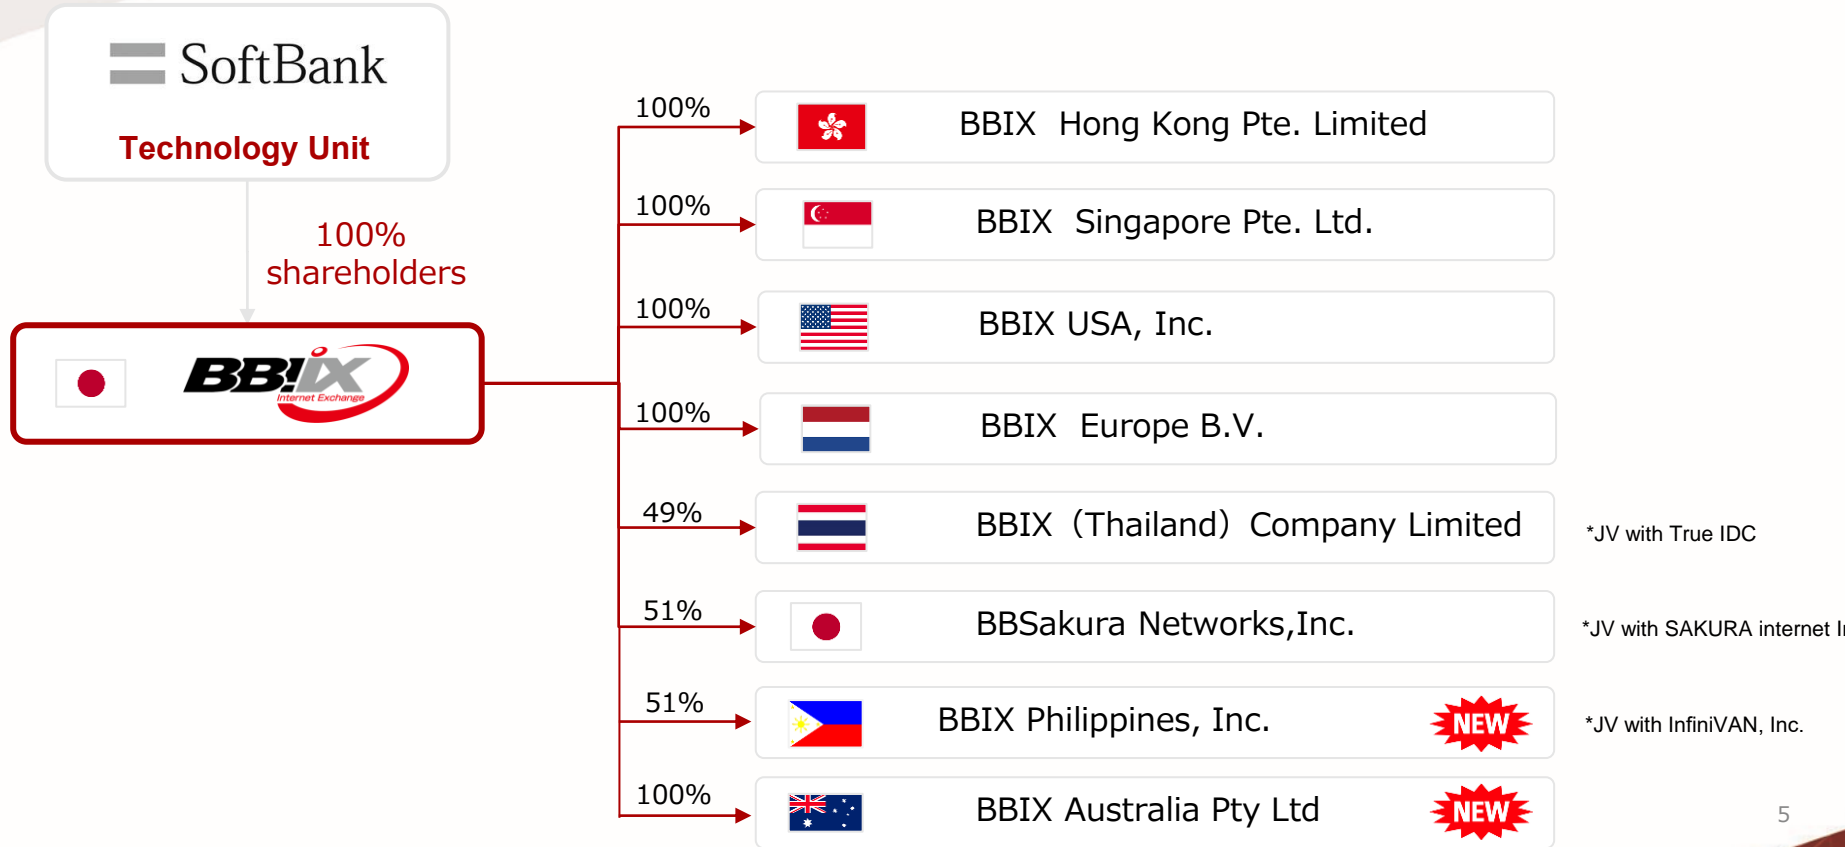 SoftBank
Technology Unit
100%
shareholders
BB!IX
Internet Exchange
100%
BBIX Hong Kong Pte. Limited
100%
BBIX Singapore Pte. Ltd.
100%
BBIX USA, Inc.
100%
BBIX Europe B.V.
49%
BBIX（Thailand）Company Limited
*JV with True IDC
51%
BBSakura Networks,Inc.
*JV with SAKURA internet
51%
BBIX Philippines, Inc.
NEW
*JV with InfiniVAN, Inc.
100%
BBIX Australia Pty Ltd
NEW
5